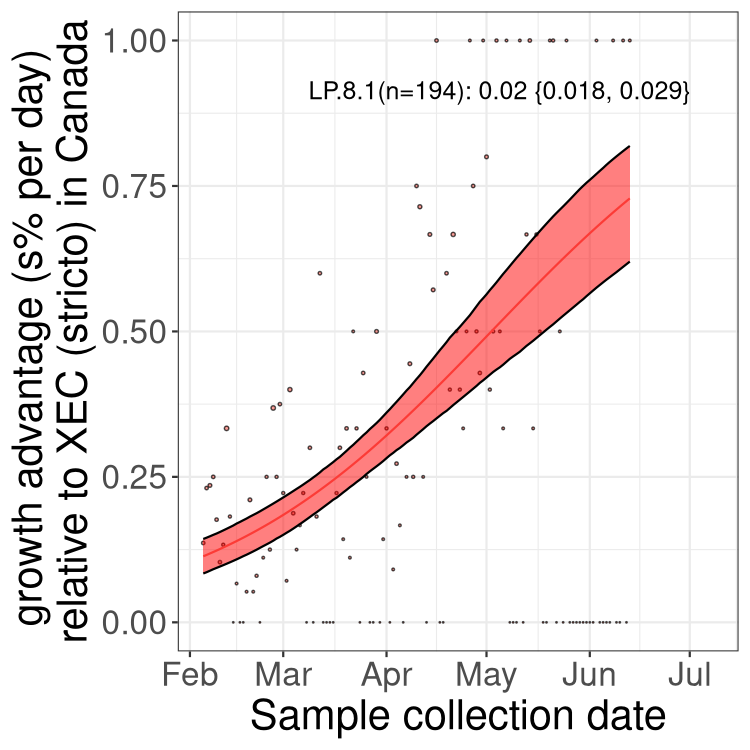 growth advantage (s% per day)
relative to XEC (stricto) in Canada
1.00
0.75
0.50
0.25
0.00
LP.8.1(n=194): 0.02 {0.018, 0.029}
Feb Mar Apr May Jun Jul
Sample collection date